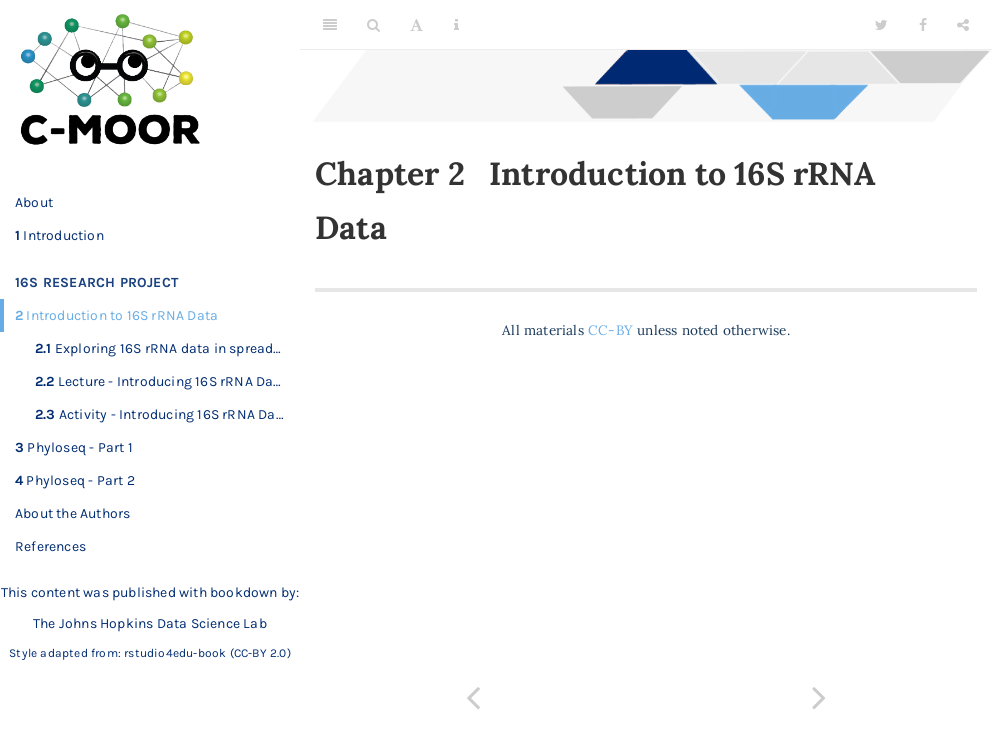 C-MOOR
About
1 Introduction
16S RESEARCH PROJECT
2 Introduction to 16S rRNA Data
2.1 Exploring 16S rRNA data in spread…
2.2 Lecture - Introducing 16S rRNA Da…
2.3 Activity - Introducing 16S rRNA Da…
3 Phyloseq - Part 1
4 Phyloseq - Part 2
About the Authors
References
This content was published with bookdown by:
The Johns Hopkins Data Science Lab
Style adapted from: rstudio4edu-book (CC-BY 2.0)
A
Chapter 2 Introduction to 16S rRNA
Data
All materials CC-BY unless noted otherwise.